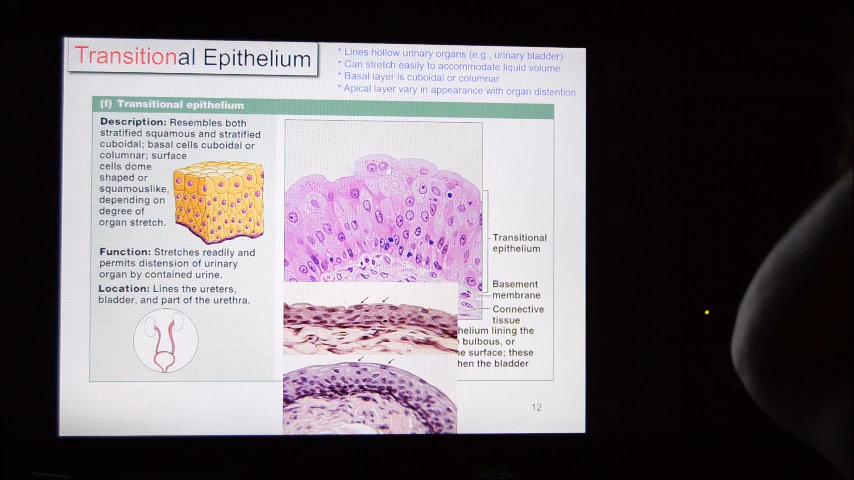 Transitional Epithelium
* Lines hollow urinary organs (e.g., urinary bladder)
* Can stretch easily to accommodate liquid volume
* Basal layer is cuboidal or columnar
* Apical layer vary in appearance with organ distention
(f) Transitional epithelium
Description: Resembles both
stratified squamous and stratified
cuboidal; basal cells cuboidal or
columnar; surface
cells dome
shaped or
squamouslike,
depending on
degree of
organ stretch.
Function: Stretches readily and
permits distension of urinary
organ by contained urine.
Location: Lines the ureters,
bladder, and part of the urethra.
Transitional
epithelium
Basement
membrane
Connective
tissue
helium lining the
bulbous, or
e surface; these
hen the bladder
12